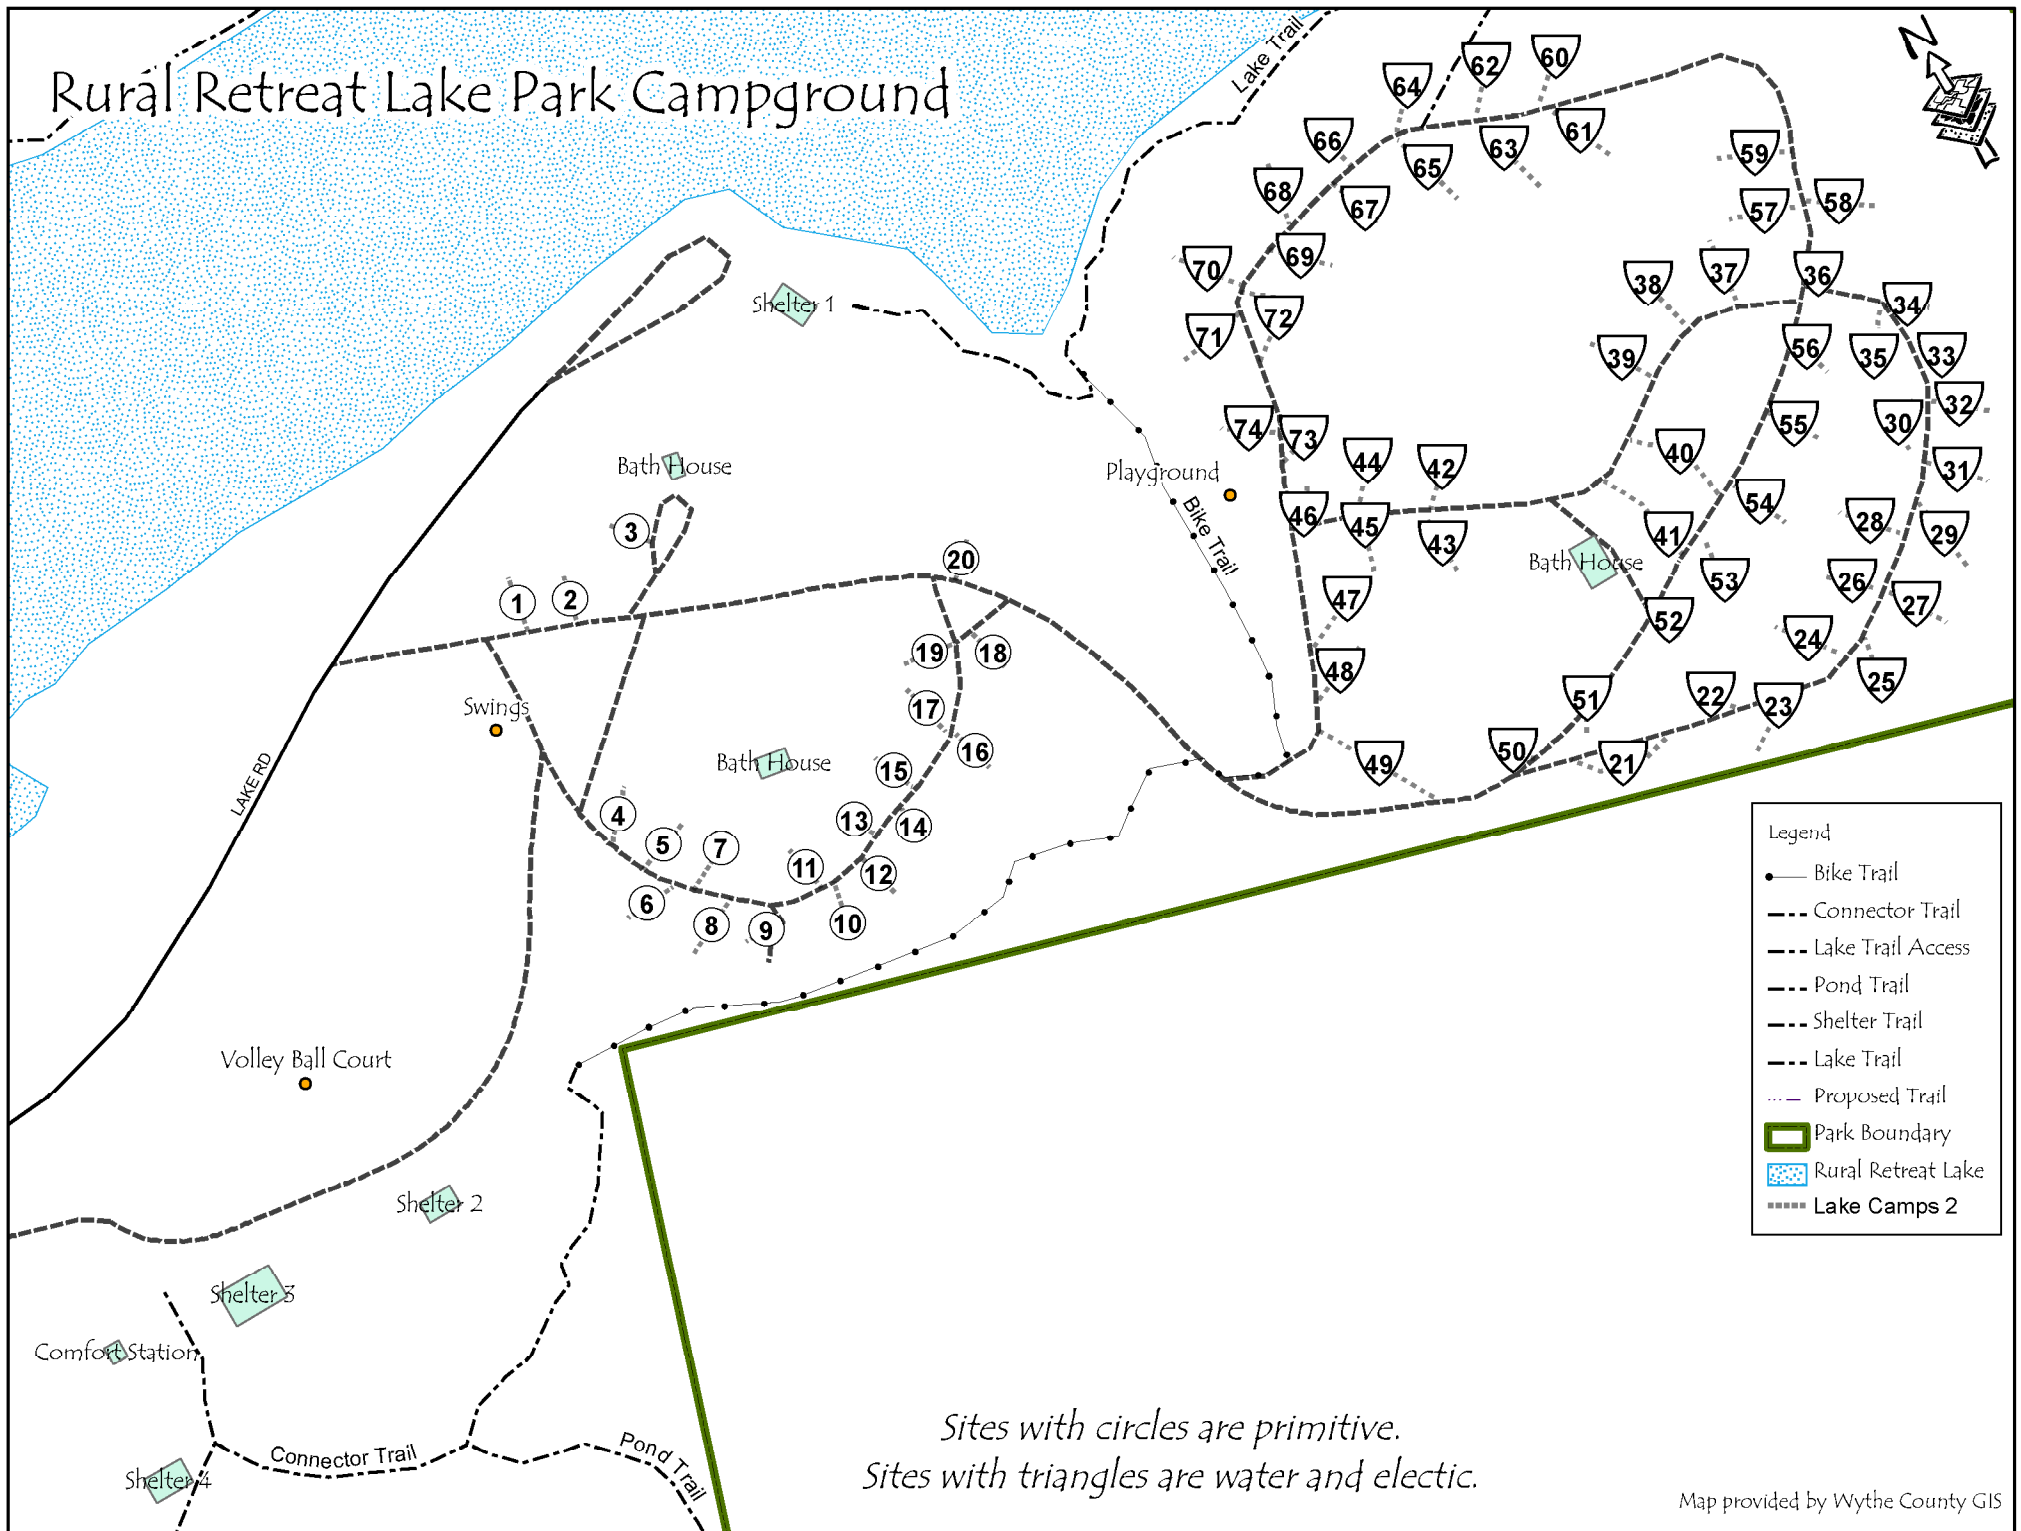 Rural Retreat Lake Park Campground
N
Lake Trail
64
62
60
66
65
63
61
59
68
67
57
58
70
69
38
37
36
34
71
72
39
56
35
33
74
73
44
42
40
55
30
32
Shelter 1
Bath House
Playground
Bike Trail
46
45
43
41
54
28
31
29
3
20
Bath House
53
26
27
1
2
47
52
24
19
18
48
51
22
23
25
Swings
17
16
50
49
21
LAKE RD
Bath House
15
4
5
7
13
14
11
12
6
8
9
10
Legend
Bike Trail
Connector Trail
Lake Trail Access
Pond Trail
Shelter Trail
Lake Trail
Proposed Trail
Park Boundary
Rural Retreat Lake
Lake Camps 2
Volley Ball Court
Shelter 2
Shelter 3
Comfort Station
Connector Trail
Pond Trail
Shelter 4
Sites with circles are primitive.
Sites with triangles are water and electic.
Map provided by Wythe County GIS